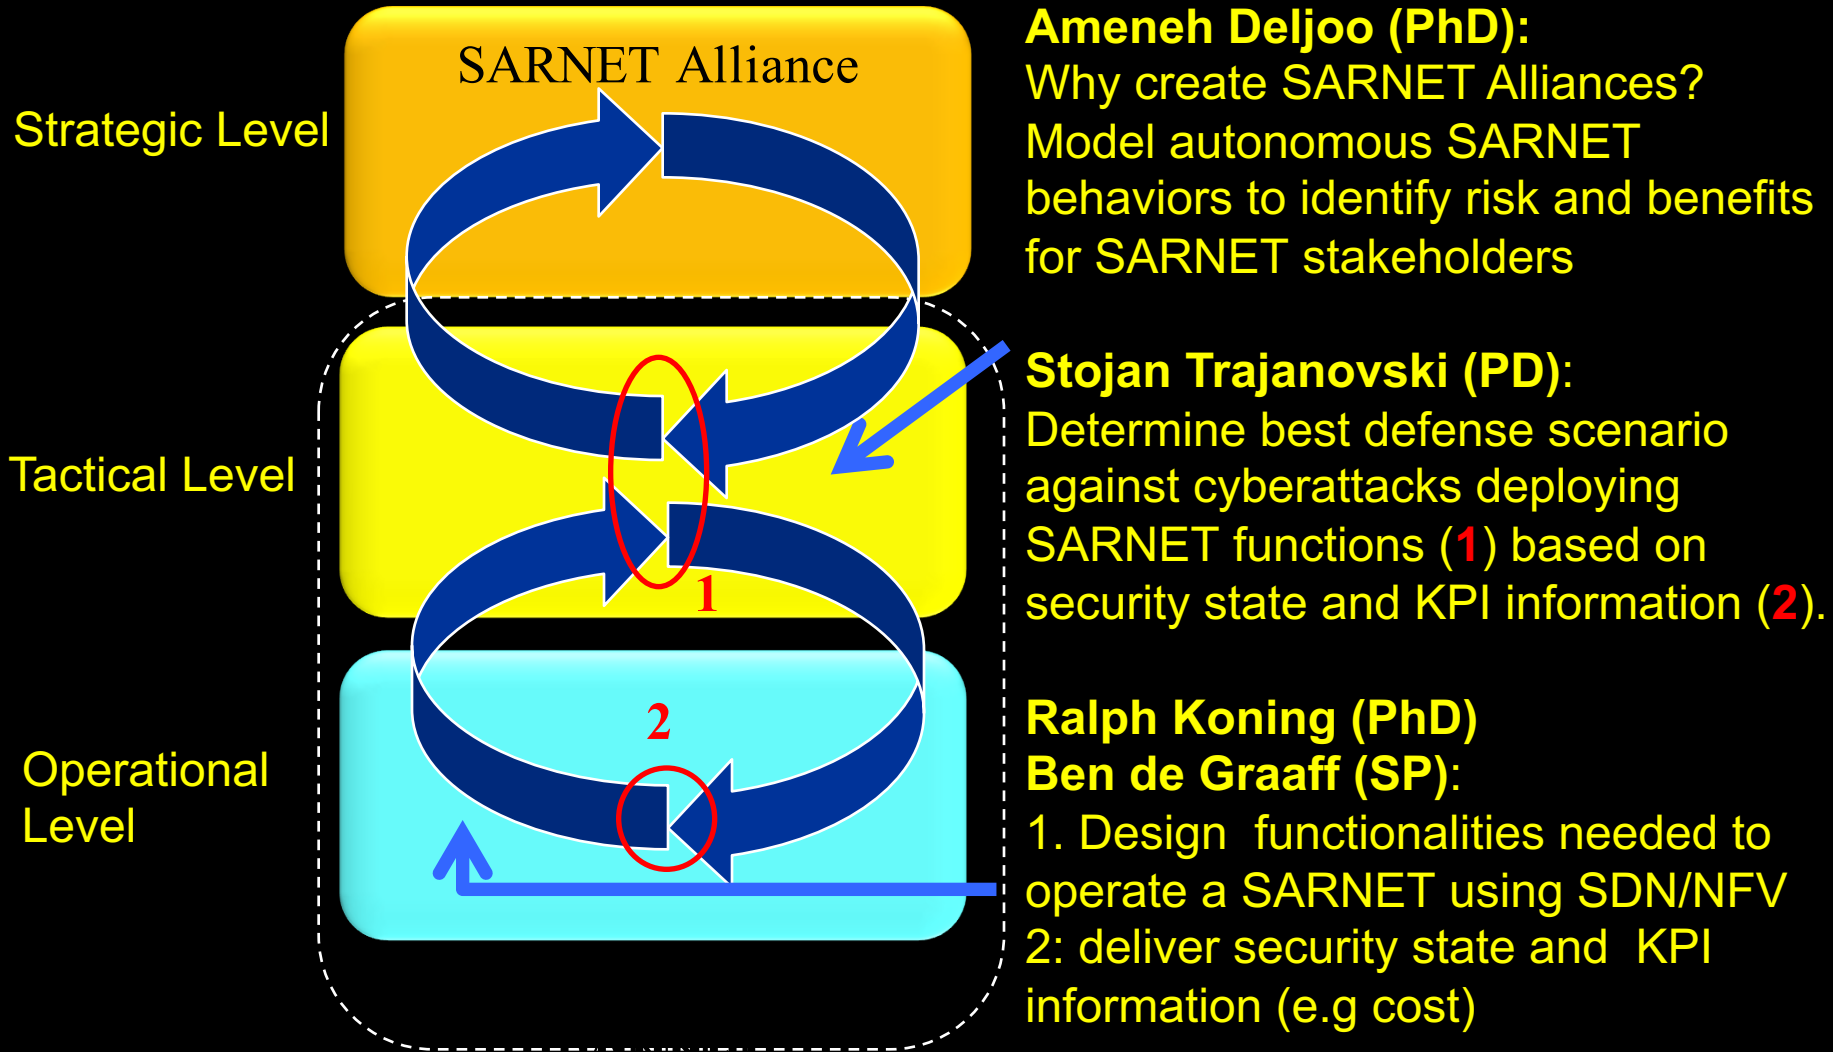 SARNET Alliance
Strategic Level
Tactical Level
1
2
Operational
Level
Ameneh Deljoo (PhD):
Why create SARNET Alliances?
Model autonomous SARNET
behaviors to identify risk and benefits
for SARNET stakeholders
Stojan Trajanovski (PD):
Determine best defense scenario
against cyberattacks deploying
SARNET functions (1) based on
security state and KPI information (2).
Ralph Koning (PhD)
Ben de Graaff (SP):
1. Design functionalities needed to
operate a SARNET using SDN/NFV
2: deliver security state and KPI
information (e.g cost)